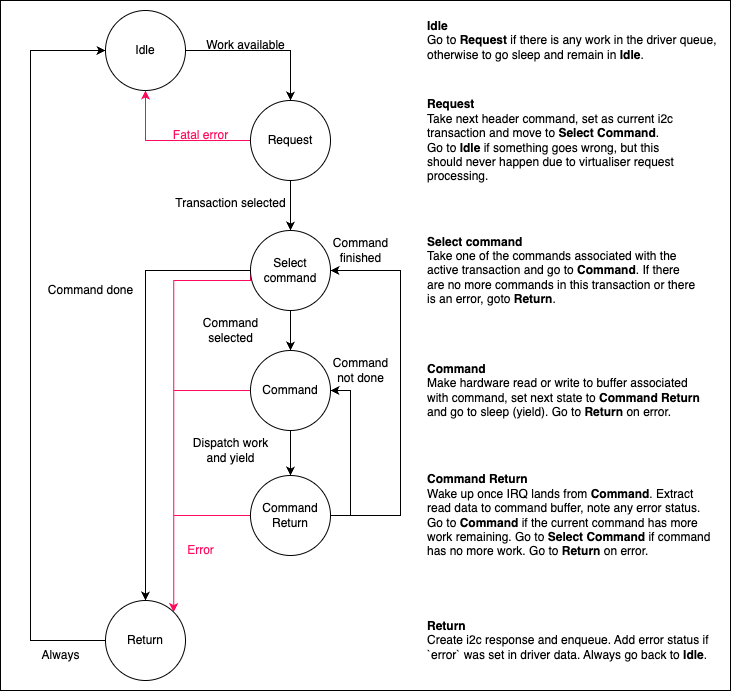 Idle
Work available
Fatal error
Request
Transaction selected
Command
finished
Select
command
Command done
Command
selected
Command
not done
Command
Dispatch work
and yield
Command
Return
Error
Return
Always
Idle
Go to Request if there is any work in the driver queue,
otherwise to go sleep and remain in Idle.
Request
Take next header command, set as current i2c
transaction and move to Select Command.
Go to Idle if something goes wrong, but this
should never happen due to virtualiser request
processing.
Select command
Take one of the commands associated with the
active transaction and go to Command. If there
are no more commands in this transaction or there
is an error, goto Return.
Command
Make hardware read or write to buffer associated
with command, set next state to Command Return
and go to sleep (yield). Go to Return on error.
Command Return
Wake up once IRQ lands from Command. Extract
read data to command buffer, note any error status.
Go to Command if the current command has more
work remaining. Go to Select Command if command
has no more work. Go to Return on error.
Return
Create i2c response and enqueue. Add error status if
`error` was set in driver data. Always go back to Idle.